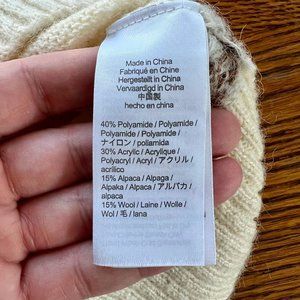 Made in China
Fabriqué en Chine
Hergestellt in China
Vervaardigd in China
中国製
hecho en china
40% Polyamide / Polyamide /
Polyamide, Polyamide /
ナイロン / poliamida
30% Acrylic / Acrylique /
Polyacryl / Acryl / アクリル /
acrílico
15% Alpaca / Alpaga /
Alpaka / Alpaca / アルパカ /
alpaca
15% Wool / Laine / Wolle /
Wol / 毛 / lana